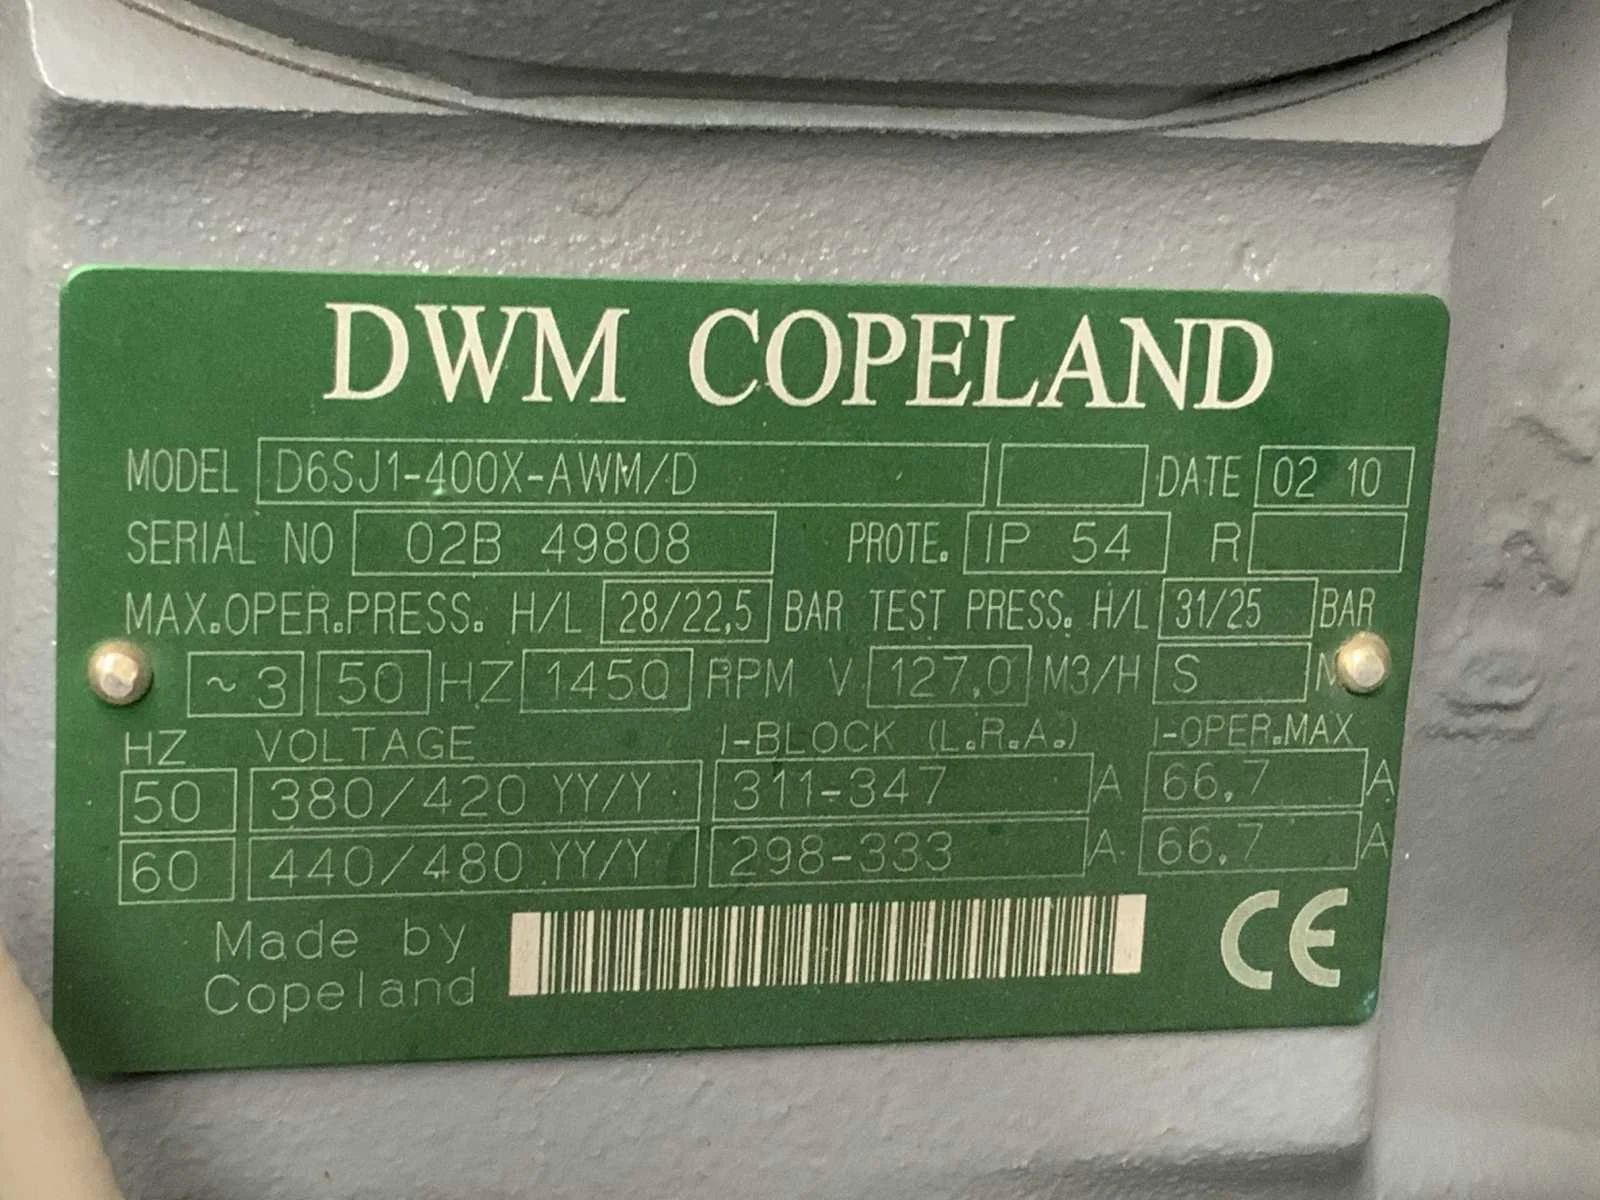 DWM COPELAND
MODEL D6SJ1-400X-AWM/D DATE 02 10
SERIAL NO 02B 49808 PROTE. IP 54 R
MAX.OPER.PRESS. H/L 28/22,5 BAR TEST PRESS. H/L 31/25 BAR
~3 50 HZ 1450 RPM V 127,0 M3/H S
HZ VOLTAGE I-BLOCK (L.R.A.) I-OPER.MAX
50 380/420 YY/Y 311-347 A 66,7 A
60 440/480 YY/Y 298-333 A 66,7 A
Made by
Copeland
CE